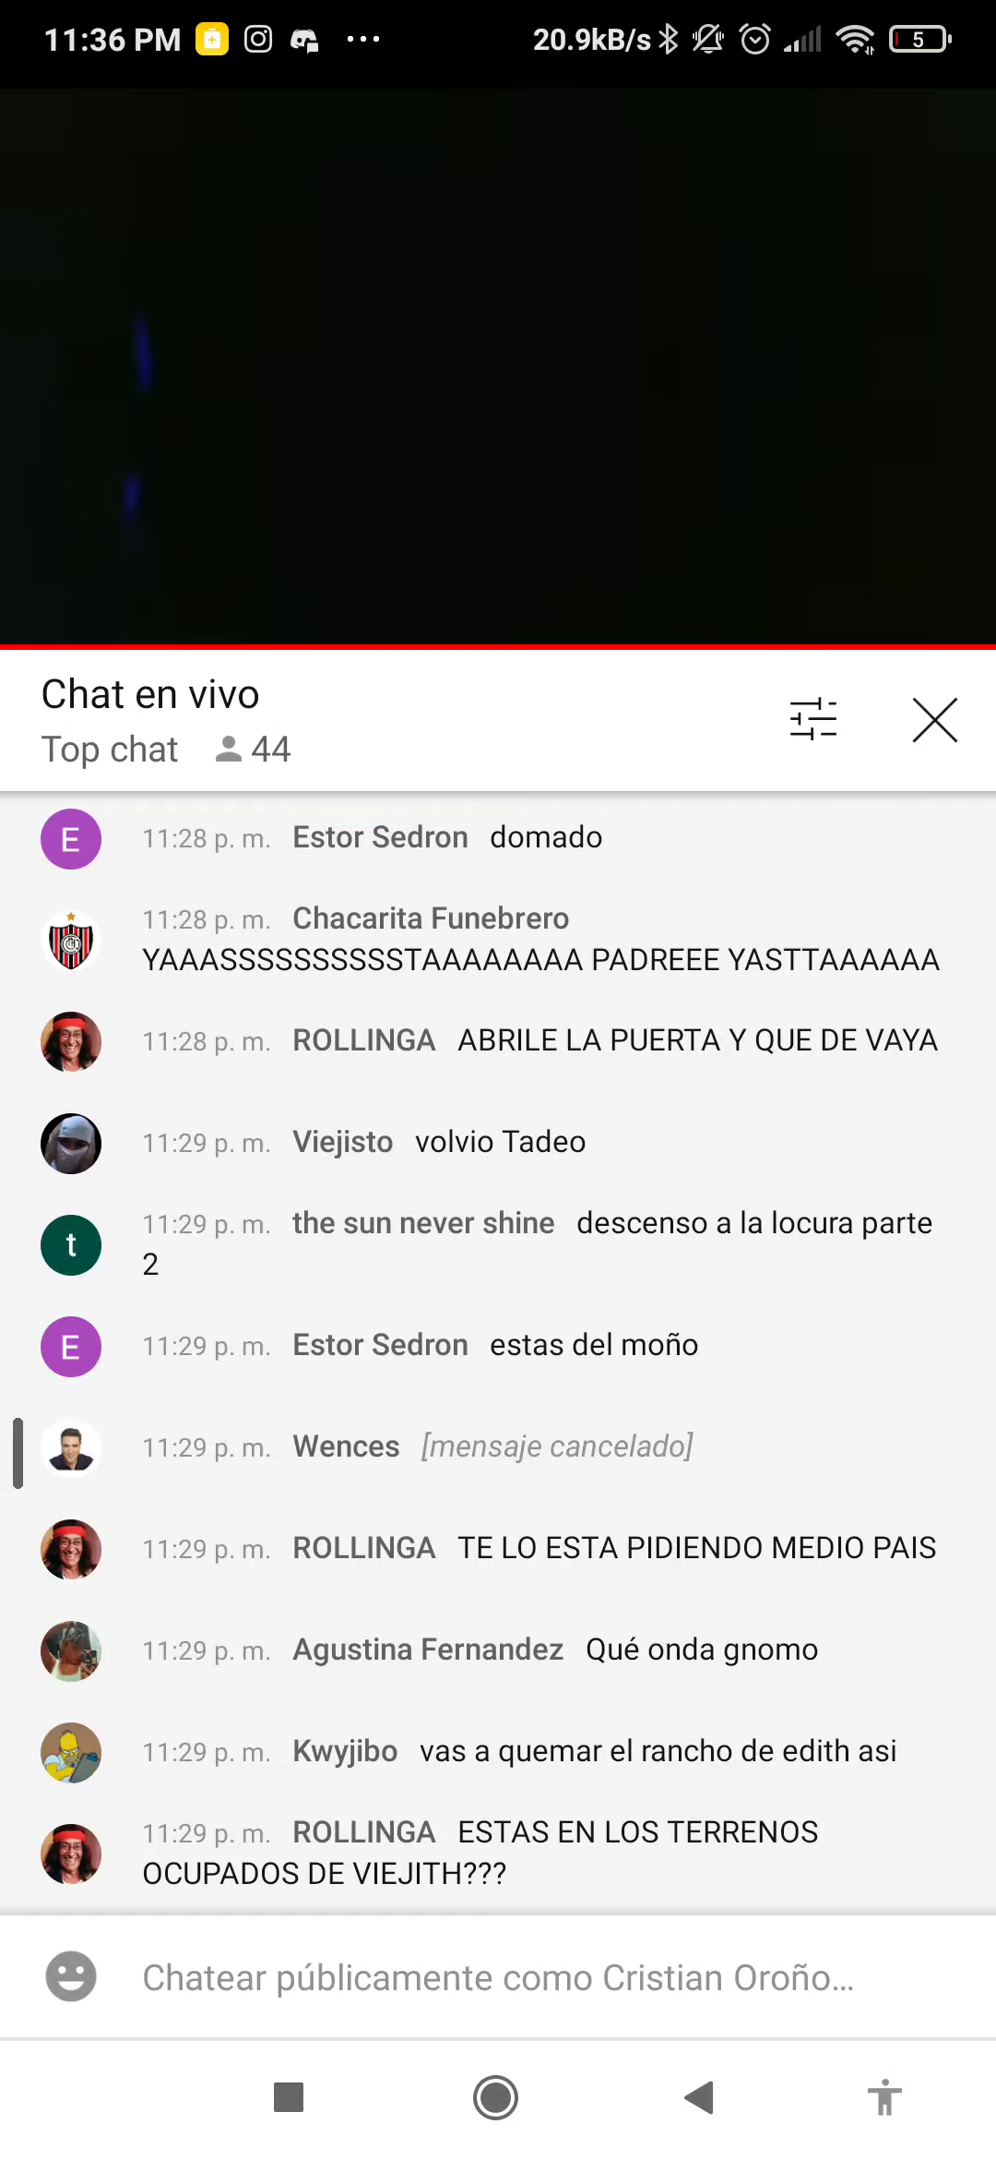 11:36 PM ... 20.9kB/s 5
Chat en vivo
Top chat 44
E 11:28 p. m. Estor Sedron domado
11:28 p. m. Chacarita Funebrero
YAAASSSSSSSSSSTAAAAAAAA PADREEE YASTTAAAAAA
11:28 p. m. ROLLINGA ABRILE LA PUERTA Y QUE DE VAYA
11:29 p. m. Viejisto volvio Tadeo
t 11:29 p. m. the sun never shine descenso a la locura parte
2
E 11:29 p. m. Estor Sedron estas del moño
11:29 p. m. Wences [mensaje cancelado]
11:29 p. m. ROLLINGA TE LO ESTA PIDIENDO MEDIO PAIS
11:29 p. m. Agustina Fernandez Qué onda gnomo
11:29 p. m. Kwyjibo vas a quemar el rancho de edith asi
11:29 p. m. ROLLINGA ESTAS EN LOS TERRENOS
OCUPADOS DE VIEJITH???
Chatear públicamente como Cristian Oroño...